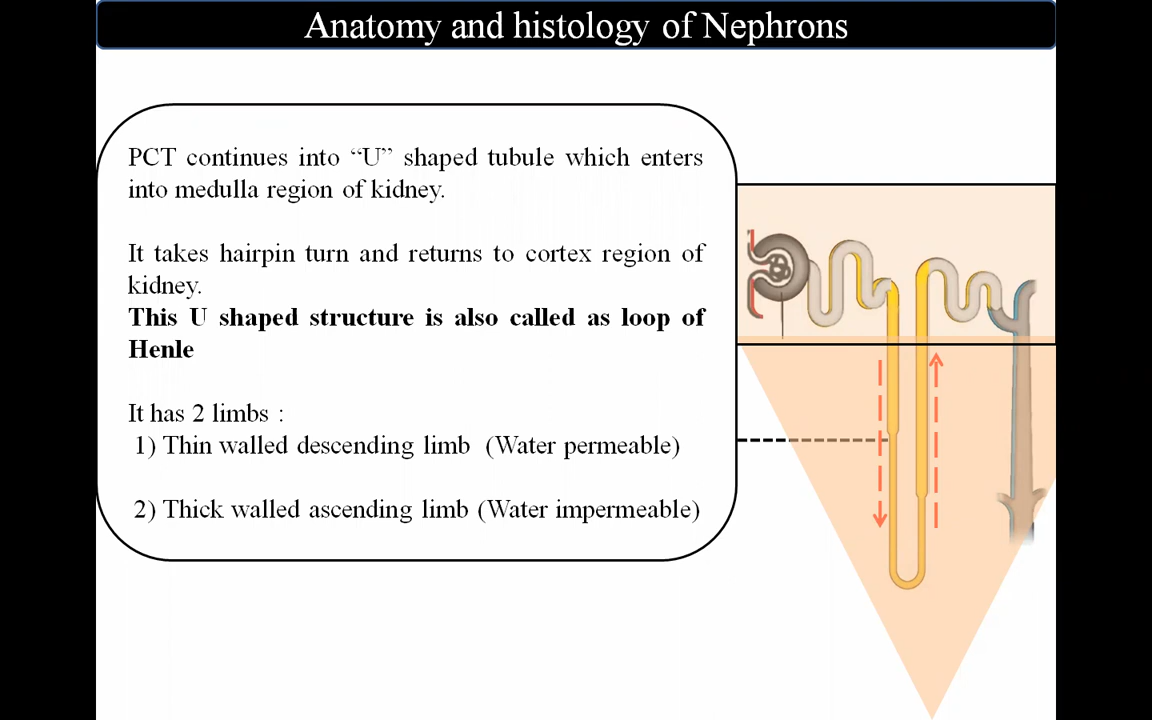 Anatomy and histology of Nephrons
PCT continues into “U” shaped tubule which enters
into medulla region of kidney.
It takes hairpin turn and returns to cortex region of
kidney.
This U shaped structure is also called as loop of
Henle
It has 2 limbs :
1) Thin walled descending limb (Water permeable)
2) Thick walled ascending limb (Water impermeable)